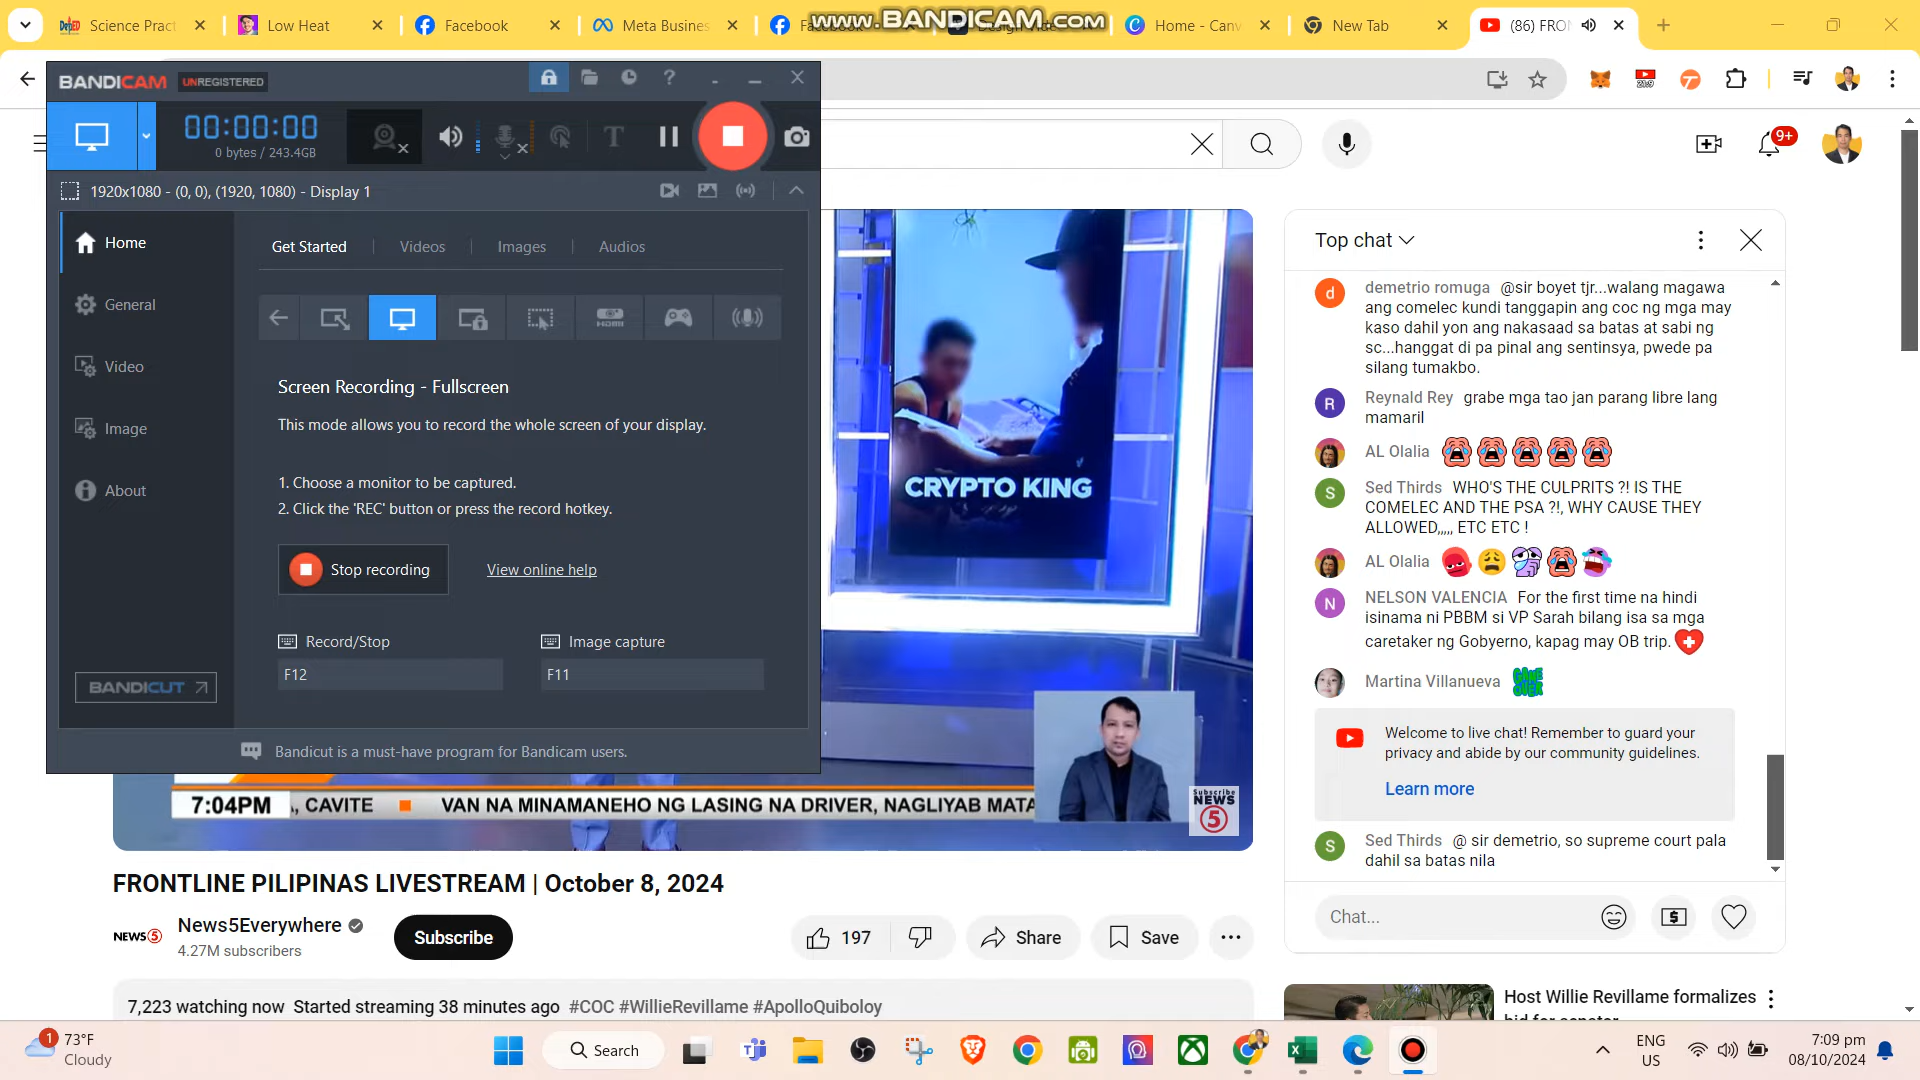 Science Pract
Low Heat
Facebook
Meta Busines
Facebook
www.BANDICAM.com
Home - Canv
New Tab
(86) FRON
BANDICAM
UNREGISTERED
00:00:00
0 bytes / 243.4GB
1920x1080 - (0, 0), (1920, 1080) - Display 1
Home
General
Video
Image
About
BANDICUT
Get Started
Videos
Images
Audios
HDMI
Screen Recording - Fullscreen
This mode allows you to record the whole screen of your display.
1. Choose a monitor to be captured.
2. Click the 'REC' button or press the record hotkey.
Stop recording
View online help
Record/Stop
F12
Image capture
F11
Bandicut is a must-have program for Bandicam users.
9+
CRYPTO KING
7:04PM
., CAVITE
VAN NA MINAMANEHO NG LASING NA DRIVER, NAGLIYAB MATA
Subscribe
NEWS
5
Top chat
demetrio romuga @sir boyet tjr...walang magawa
ang comelec kundi tanggapin ang coc ng mga may
kaso dahil yon ang nakasaad sa batas at sabi ng
sc...hanggat di pa pinal ang sentinsya, pwede pa
silang tumakbo.
Reynald Rey grabe mga tao jan parang libre lang
mamaril
AL Olalia
Sed Thirds WHO'S THE CULPRITS ?! IS THE
COMELEC AND THE PSA ?!, WHY CAUSE THEY
ALLOWED,,,,, ETC ETC !
AL Olalia
NELSON VALENCIA For the first time na hindi
isinama ni PBBM si VP Sarah bilang isa sa mga
caretaker ng Gobyerno, kapag may OB trip.
Martina Villanueva GAME OVER
Welcome to live chat! Remember to guard your
privacy and abide by our community guidelines.
Learn more
Sed Thirds @ sir demetrio, so supreme court pala
dahil sa batas nila
Chat...
FRONTLINE PILIPINAS LIVESTREAM | October 8, 2024
NEWS 5
News5Everywhere
4.27M subscribers
Subscribe
197
Share
Save
7,223 watching now Started streaming 38 minutes ago #COC #WillieRevillame #ApolloQuiboloy
Host Willie Revillame formalizes
bid for senator
1
73°F
Cloudy
Search
ENG
US
7:09 pm
08/10/2024